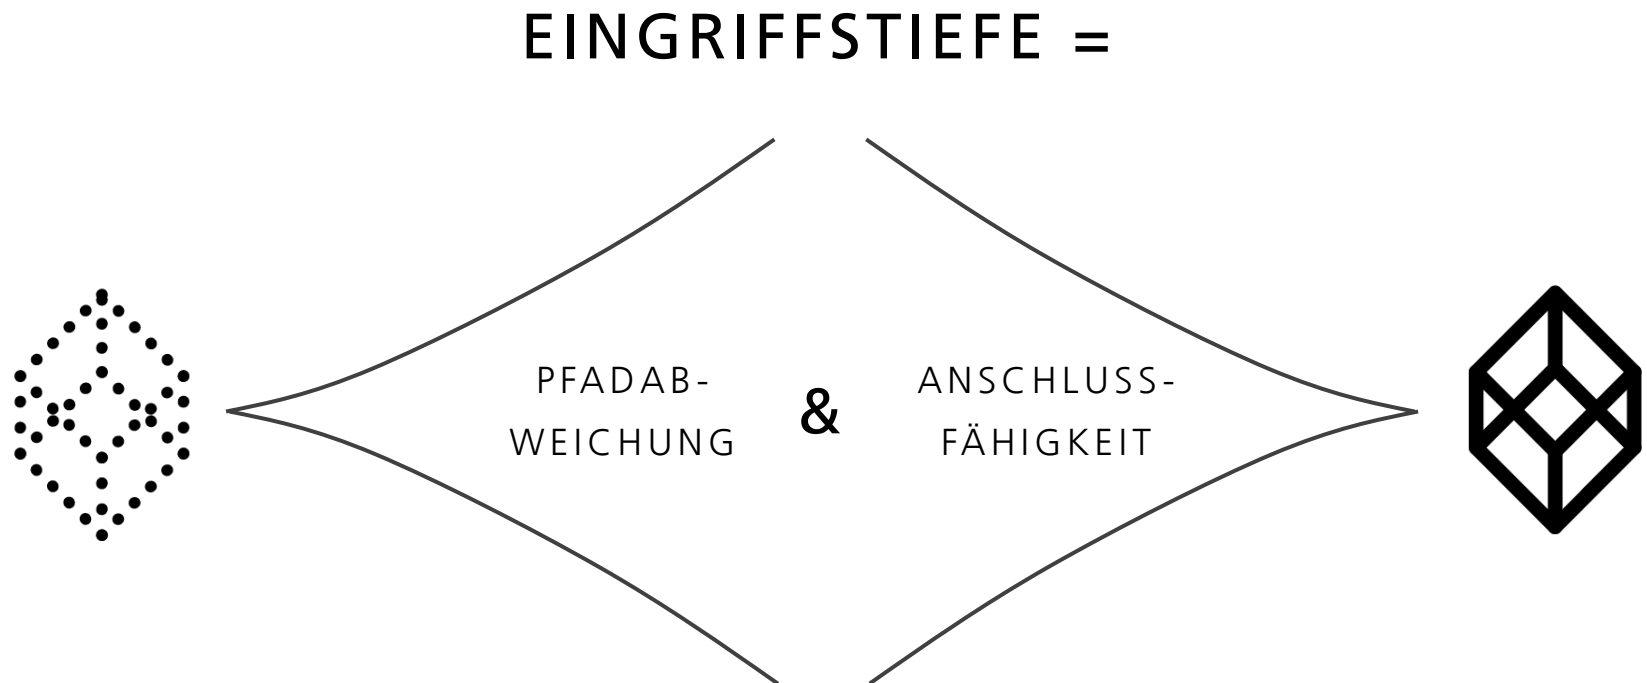 EINGRIFFSTIEFE =
PFADAB-
WEICHUNG
&
ANSCHLUSS-
FÄHIGKEIT